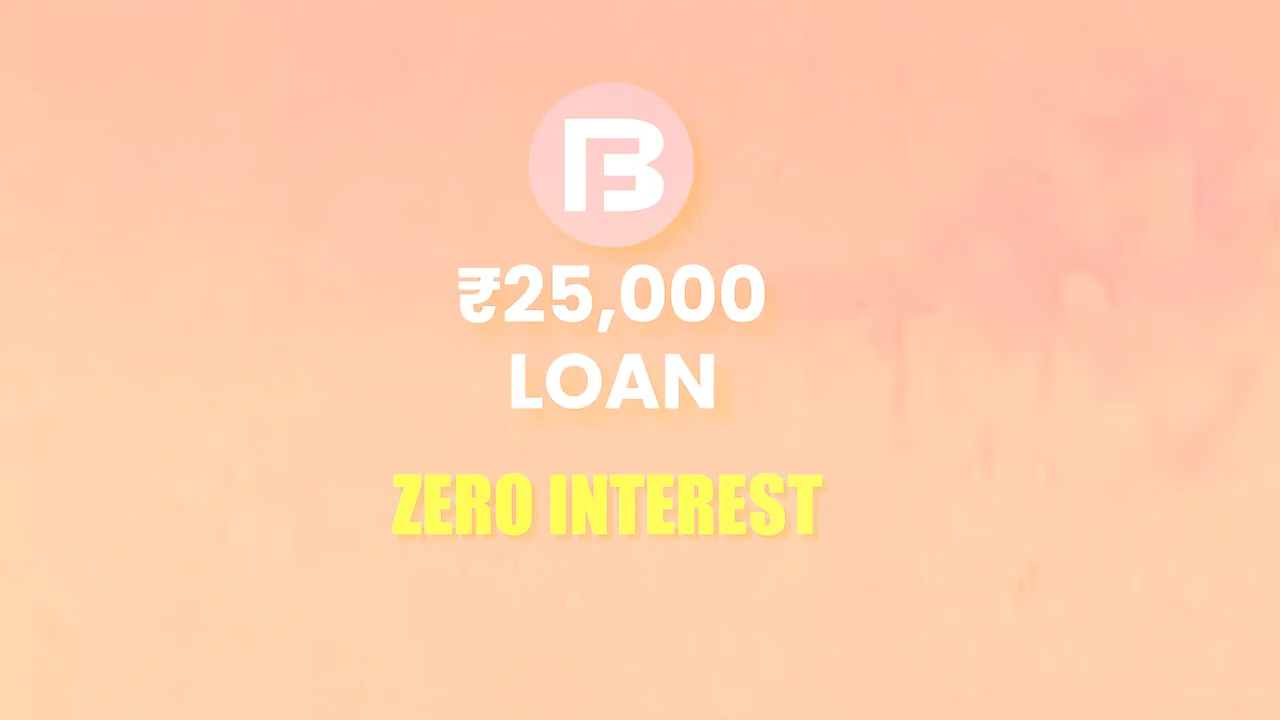 B
₹25,000
LOAN
ZERO INTEREST